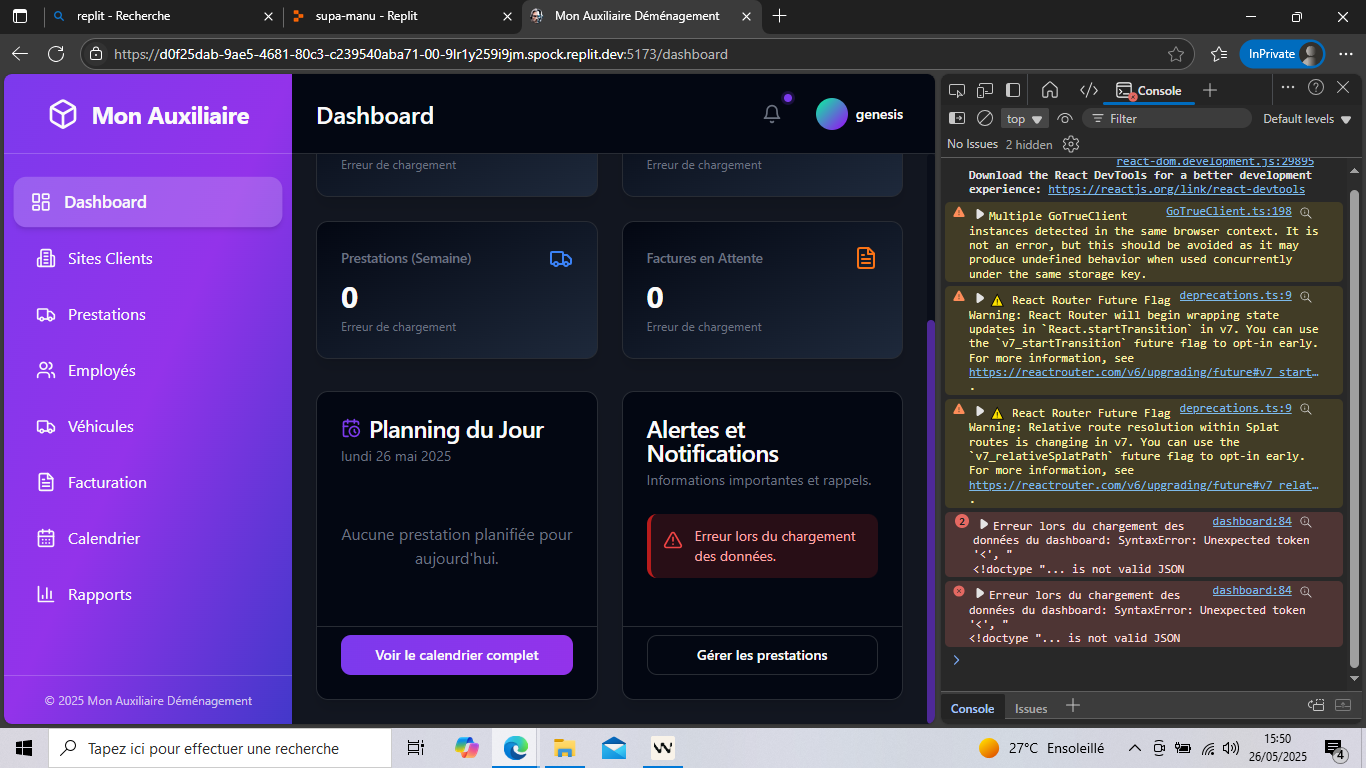 replit - Recherche
supa-manu - Replit
Mon Auxiliaire Déménagement
https://d0f25dab-9ae5-4681-80c3-c239540aba71-00-9lr1y259i9jm.spock.replit.dev:5173/dashboard
InPrivate
Mon Auxiliaire
Dashboard
Sites Clients
Prestations
Employés
Véhicules
Facturation
Calendrier
Rapports
© 2025 Mon Auxiliaire Déménagement
Dashboard
genesis
Erreur de chargement
Erreur de chargement
Prestations (Semaine)
0
Erreur de chargement
Factures en Attente
0
Erreur de chargement
Planning du Jour
lundi 26 mai 2025
Aucune prestation planifiée pour
aujourd'hui.
Voir le calendrier complet
Alertes et
Notifications
Informations importantes et rappels.
Erreur lors du chargement
des données.
Gérer les prestations
Console
top
Filter
Default levels
No Issues
2 hidden
react-dom.development.js:29895
Download the React DevTools for a better development
experience: https://reactjs.org/link/react-devtools
Multiple GoTrueClient GoTrueClient.ts:198
instances detected in the same browser context. It is
not an error, but this should be avoided as it may
produce undefined behavior when used concurrently
under the same storage key.
React Router Future Flag deprecations.ts:9
Warning: React Router will begin wrapping state
updates in `React.startTransition` in v7. You can use
the `v7_startTransition` future flag to opt-in early.
For more information, see
https://reactrouter.com/v6/upgrading/future#v7_start…
.
React Router Future Flag deprecations.ts:9
Warning: Relative route resolution within Splat
routes is changing in v7. You can use the
`v7_relativeSplatPath` future flag to opt-in early.
For more information, see
https://reactrouter.com/v6/upgrading/future#v7_relat…
.
2 Erreur lors du chargement des dashboard:84
données du dashboard: SyntaxError: Unexpected token
'<', "
<!doctype "... is not valid JSON
Erreur lors du chargement des dashboard:84
données du dashboard: SyntaxError: Unexpected token
'<', "
<!doctype "... is not valid JSON
Console
Issues
Tapez ici pour effectuer une recherche
27°C Ensoleillé
15:50
26/05/2025
4